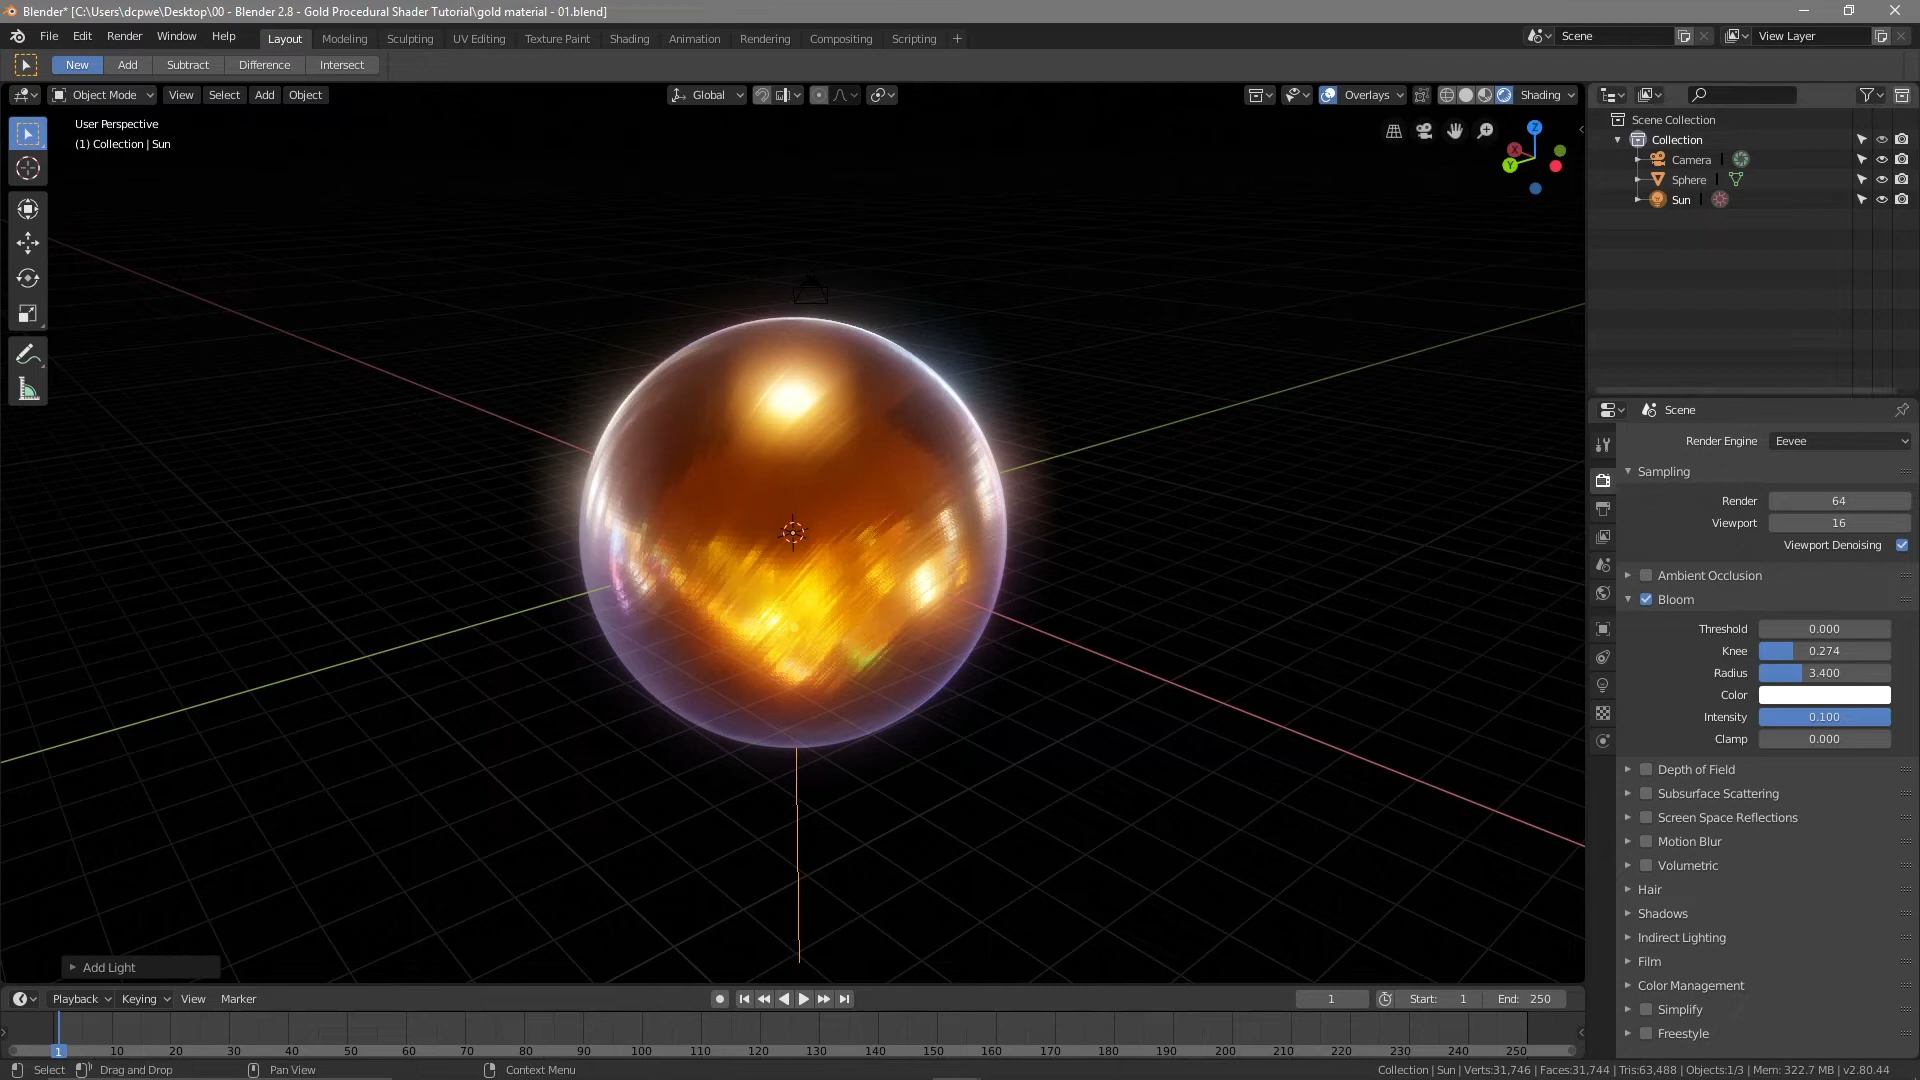 Blender* [C:\Users\dcpwe\Desktop\00 - Blender 2.8 - Gold Procedural Shader Tutorial\gold material - 01.blend]
File Edit Render Window Help Layout Modeling Sculpting UV Editing Texture Paint Shading Animation Rendering Compositing Scripting + Scene View Layer
New Add Subtract Difference Intersect
Object Mode View Select Add Object Global Overlays Shading
User Perspective
(1) Collection | Sun
Z
X
Y
Scene Collection
Collection
Camera
Sphere
Sun
Scene
Render Engine Eevee
Sampling
Render 64
Viewport 16
Viewport Denoising
Ambient Occlusion
Bloom
Threshold 0.000
Knee 0.274
Radius 3.400
Color
Intensity 0.100
Clamp 0.000
Depth of Field
Subsurface Scattering
Screen Space Reflections
Motion Blur
Volumetric
Hair
Shadows
Indirect Lighting
Film
Color Management
Simplify
Freestyle
Add Light
Playback Keying View Marker 1 Start: 1 End: 250
1 10 20 30 40 50 60 70 80 90 100 110 120 130 140 150 160 170 180 190 200 210 220 230 240 250
Select Drag and Drop Pan View Context Menu Collection | Sun | Verts:31,746 | Faces:31,744 | Tris:63,488 | Objects:1/3 | Mem: 322.7 MB | v2.80.44